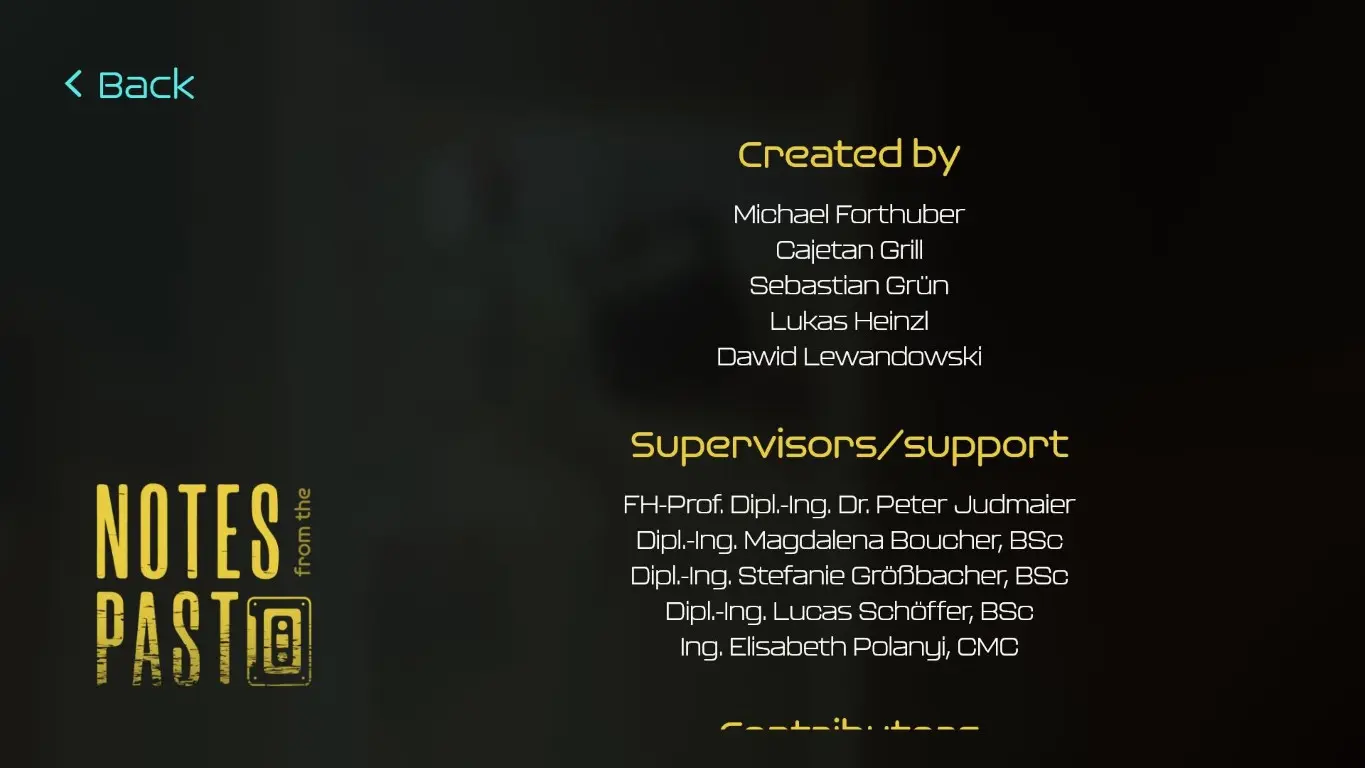 Back
Created by
Michael Forthuber
Cajetan Grill
Sebastian Grün
Lukas Heinzl
Dawid Lewandowski
Supervisors/support
FH-Prof. Dipl.-Ing. Dr. Peter Judmaier
Dipl.-Ing. Magdalena Boucher, BSc
Dipl.-Ing. Stefanie Größbacher, BSc
Dipl.-Ing. Lucas Schöffer, BSc
Ing. Elisabeth Polanyi, CMC
Contributors
NOTES from the
PAST